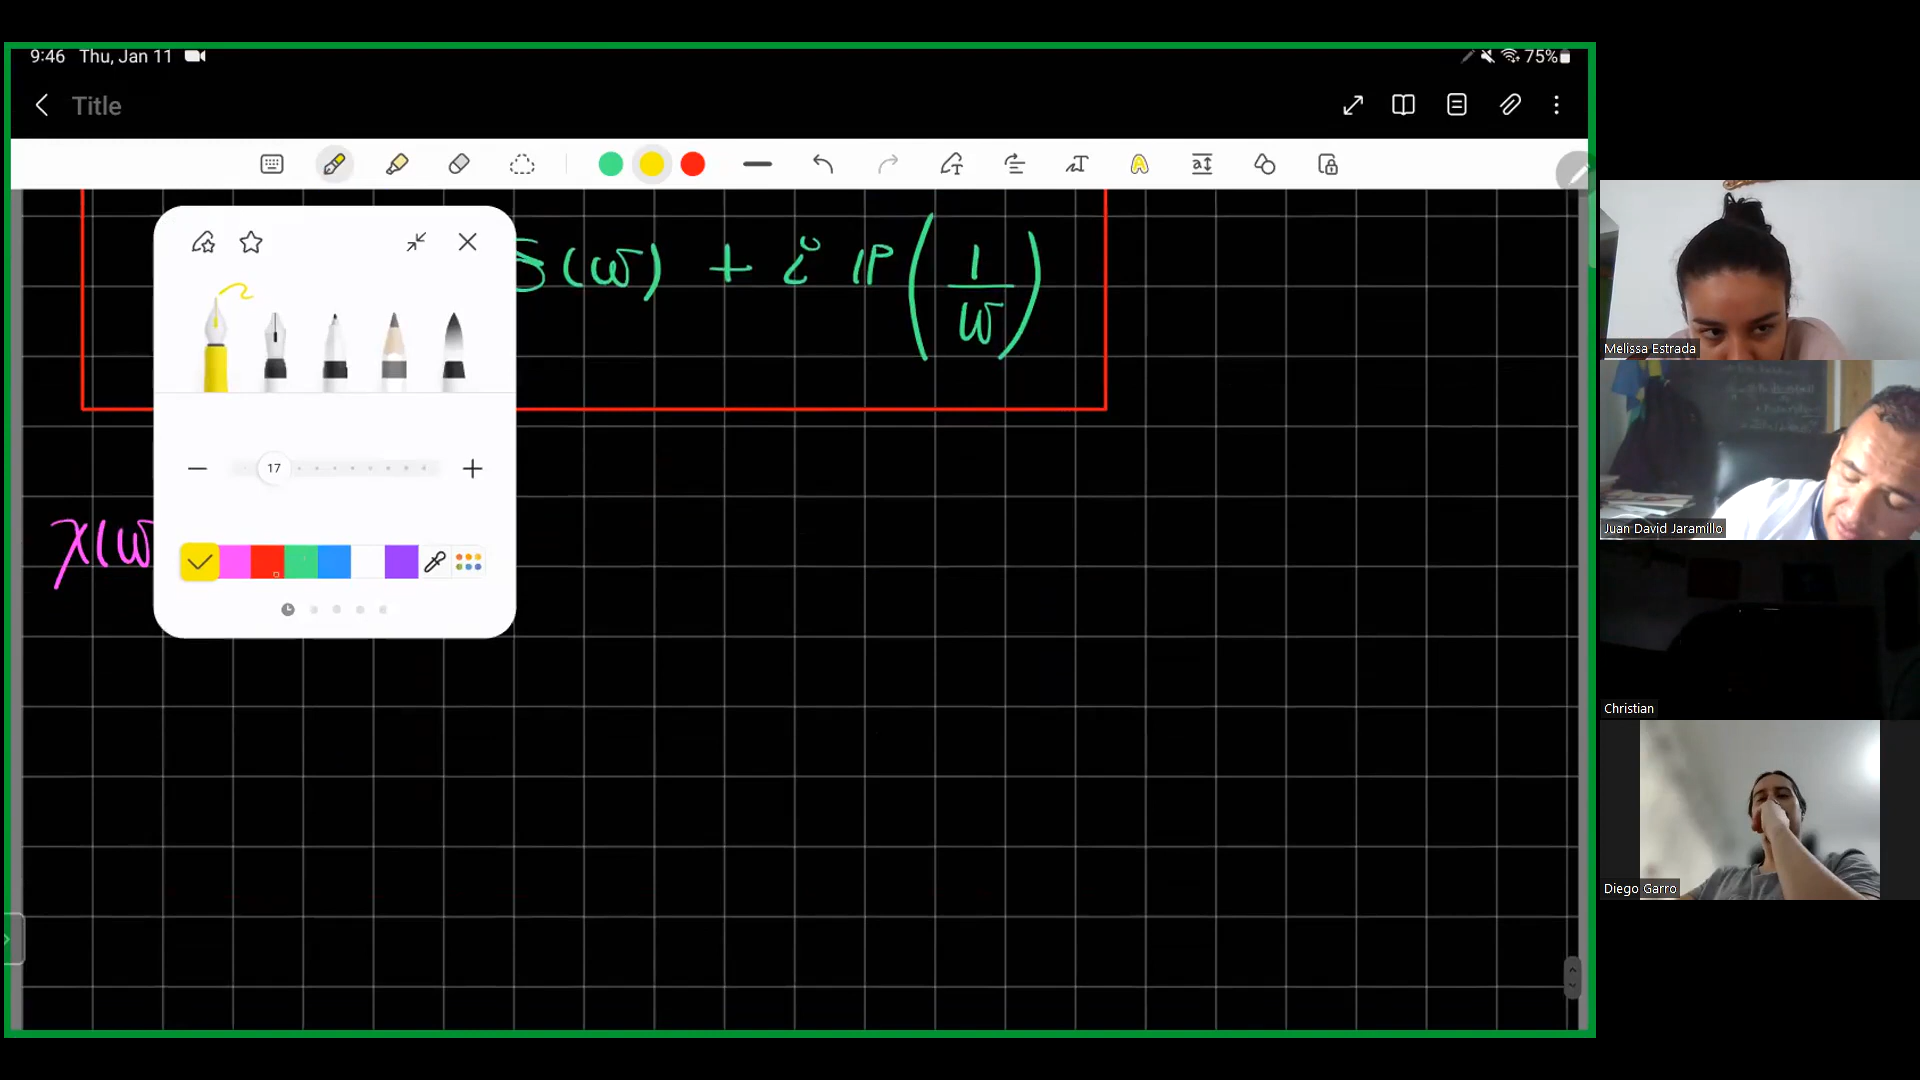 9:46 Thu, Jan 11 75%
Title
a
A
δ(ω) + i P(1/ω)
17
χ(ω
Melissa Estrada
Juan David Jaramillo
Christian
Diego Garro